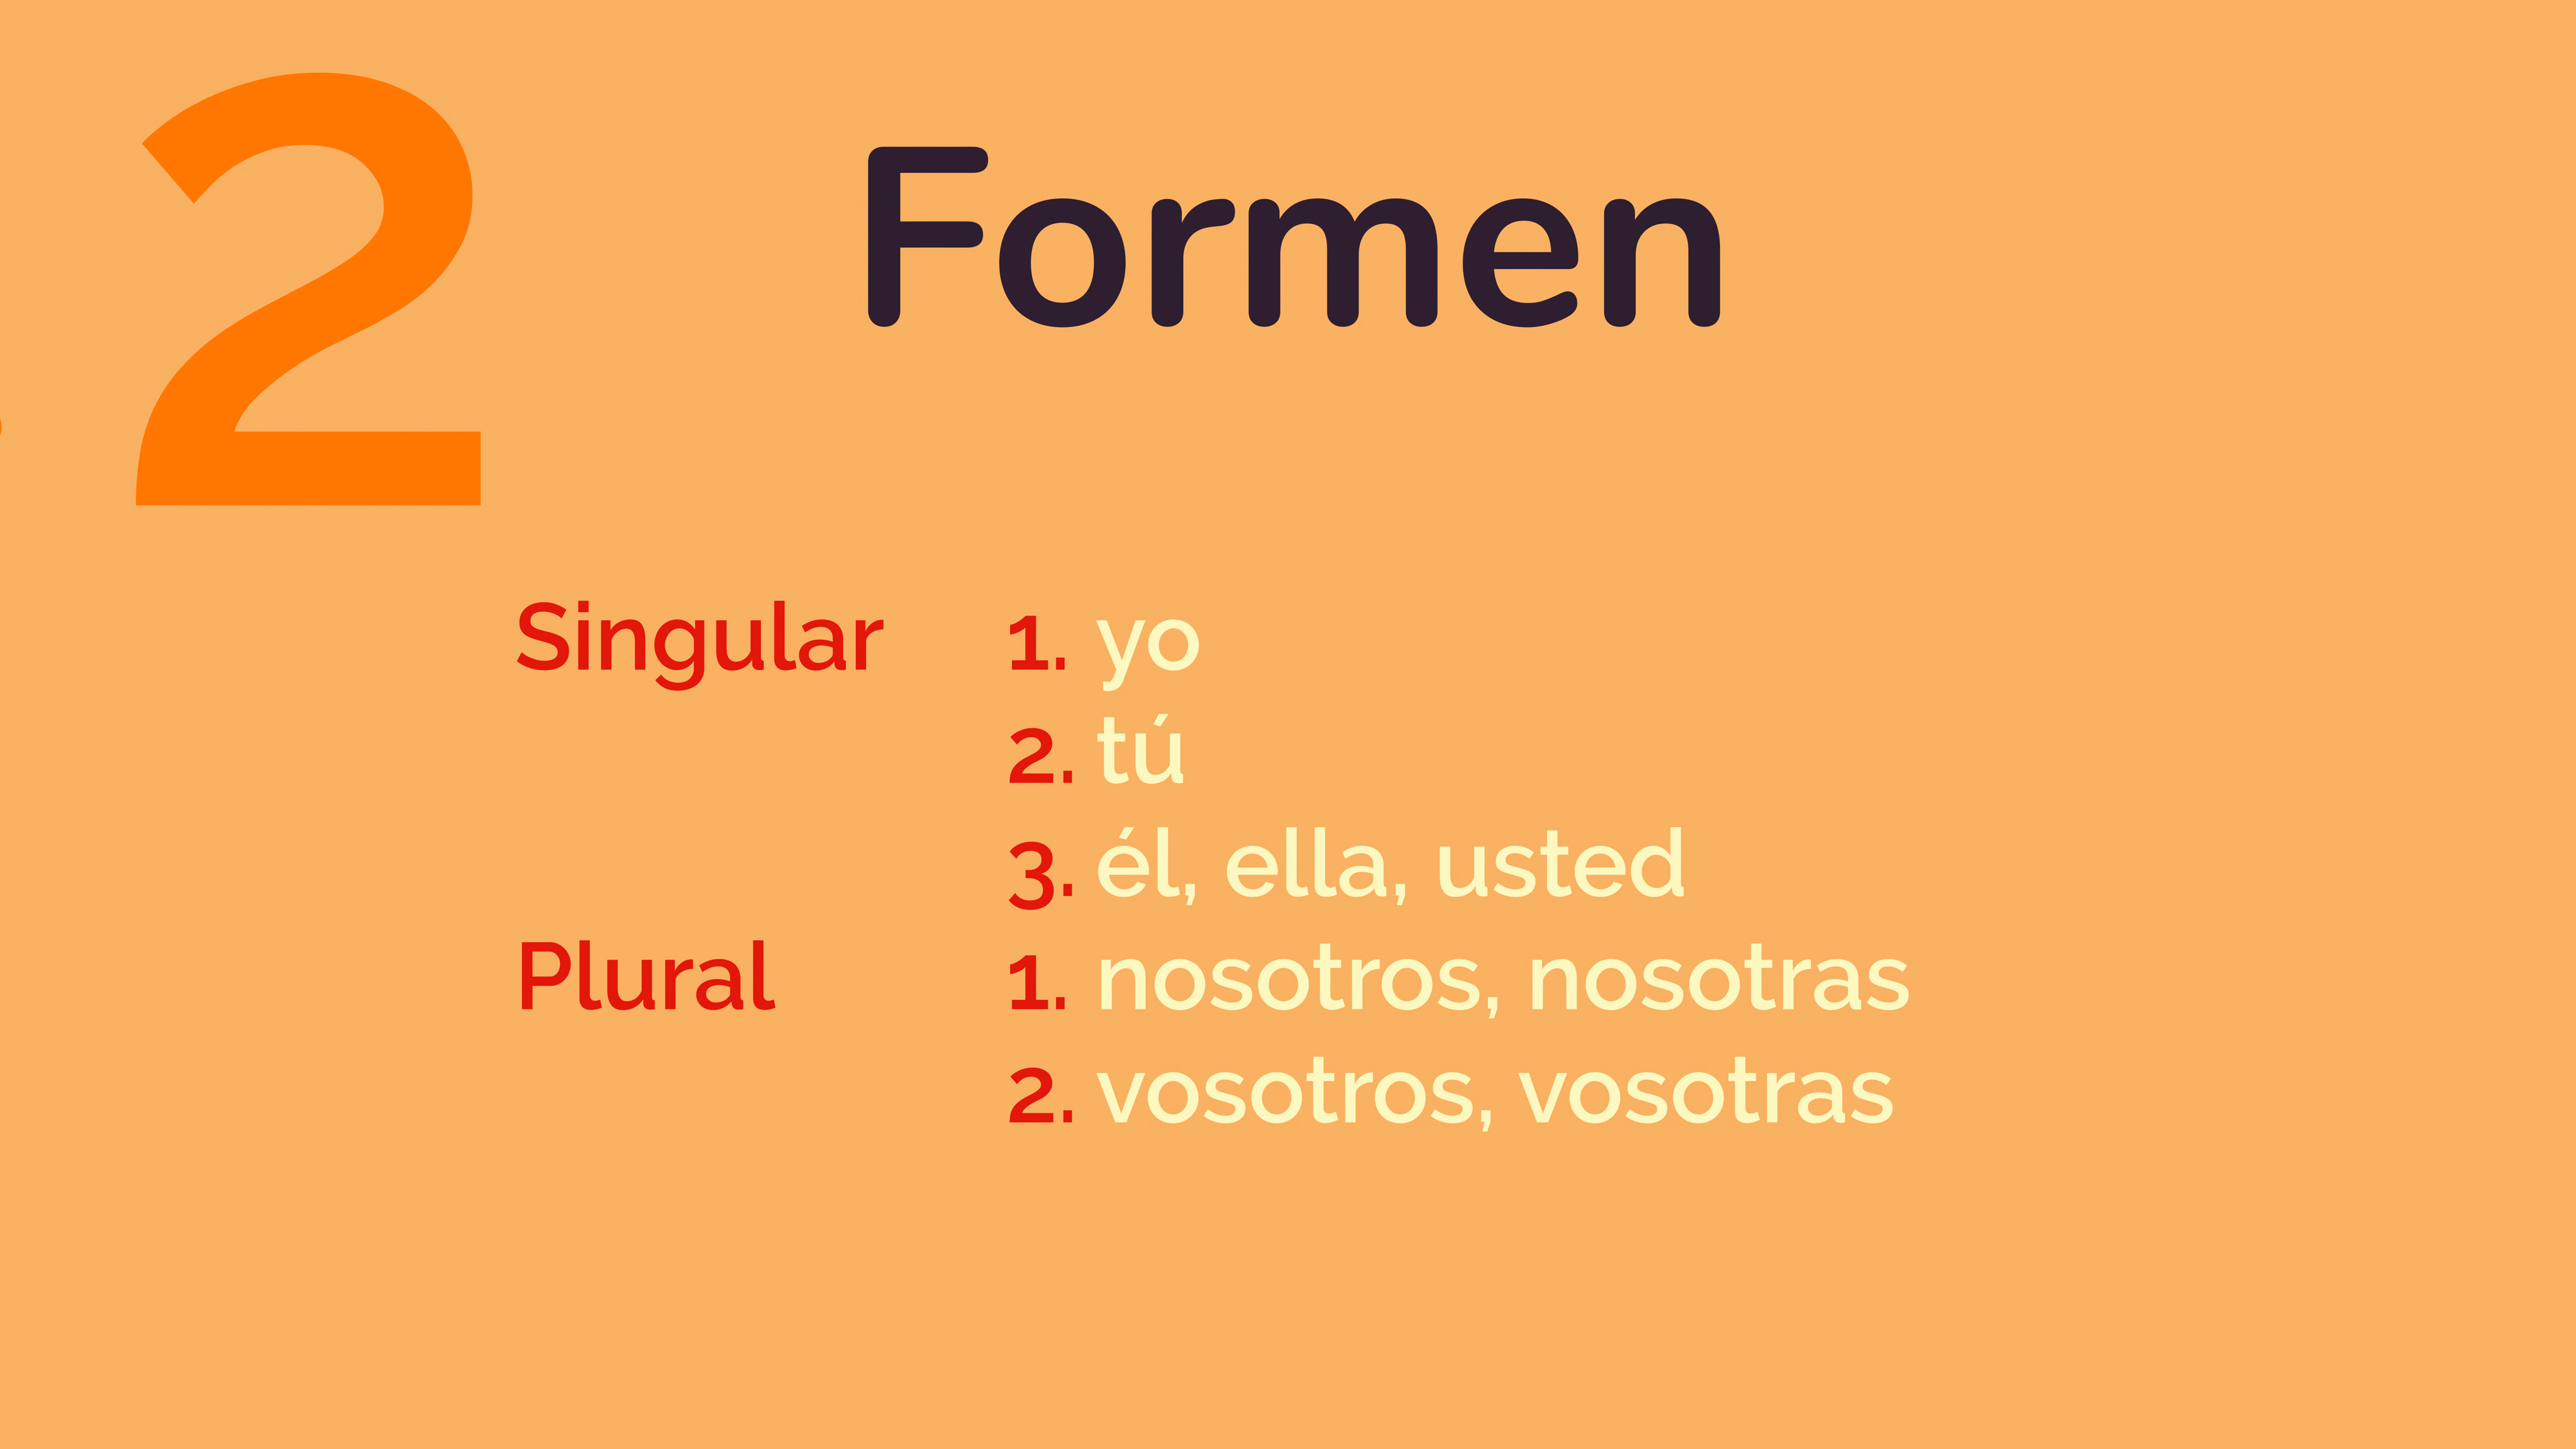 2
Formen
Singular 1. yo
2. tú
3. él, ella, usted
Plural 1. nosotros, nosotras
2. vosotros, vosotras